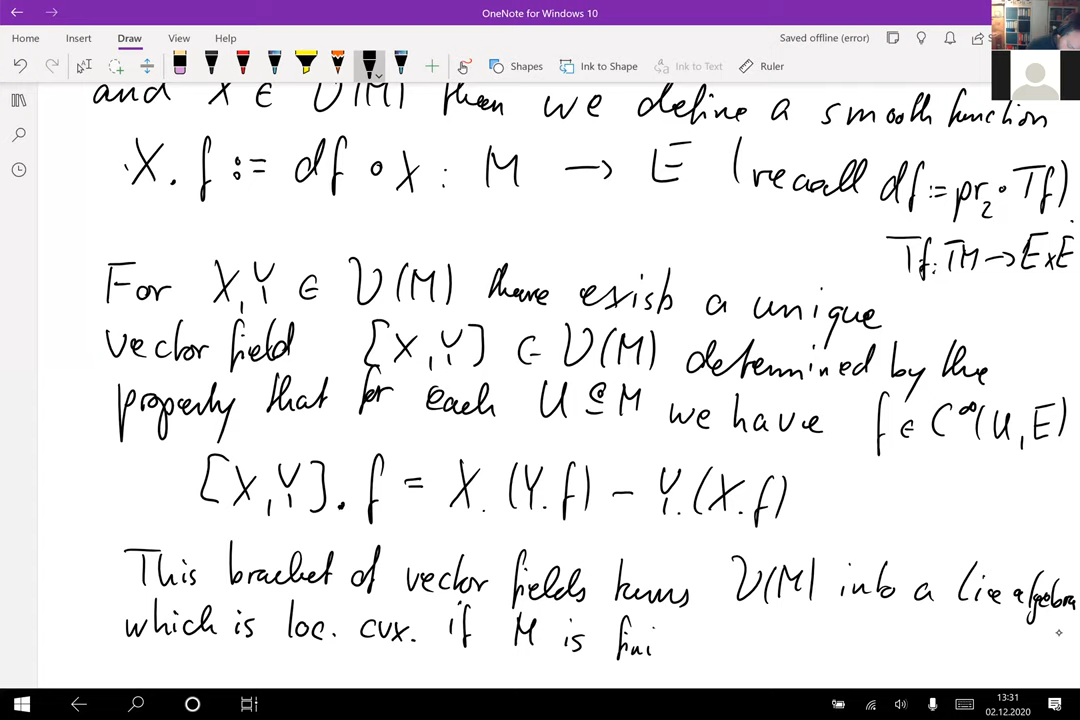 OneNote for Windows 10
Home Insert Draw View Help
Saved offline (error)
Shapes Ink to Shape Ink to Text Ruler
and X ∈ V(M) then we define a smooth function
X. f := df ∘ X : M → E (recall df := pr₂ ∘ Tf)
Tf: TM → E×E
For X, Y ∈ V(M) there exists a unique
vector field [X,Y] ∈ V(M) determined by the
property that for each U ⊆ M we have f ∈ C^∞(U,E)
[X,Y]. f = X.(Y.f) − Y.(X.f)
This bracket of vector fields turns V(M) into a Lie algebra
which is loc. cvx. if M is fini
13:31
02.12.2020